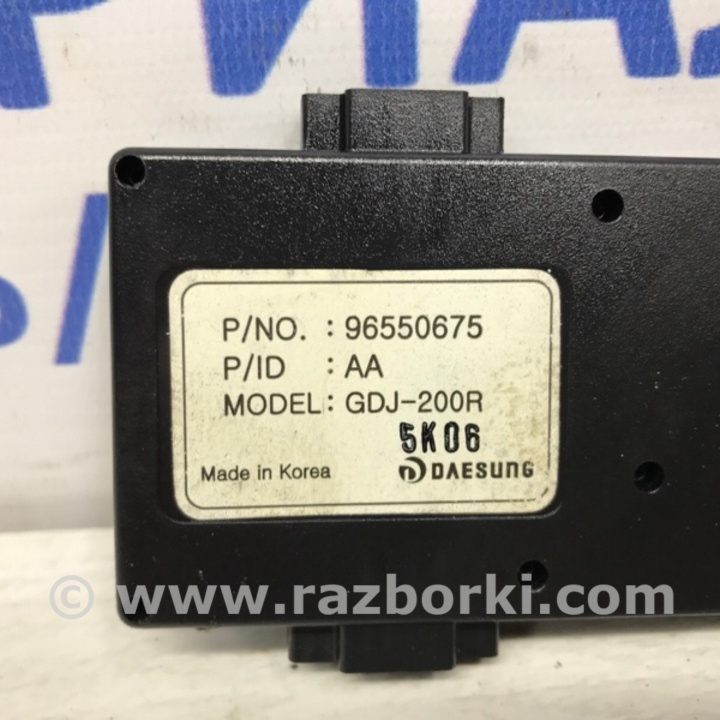 P/NO. : 96550675
P/ID : AA
MODEL: GDJ-200R
5K06
Made in Korea DAESUNG
© www.razborki.com